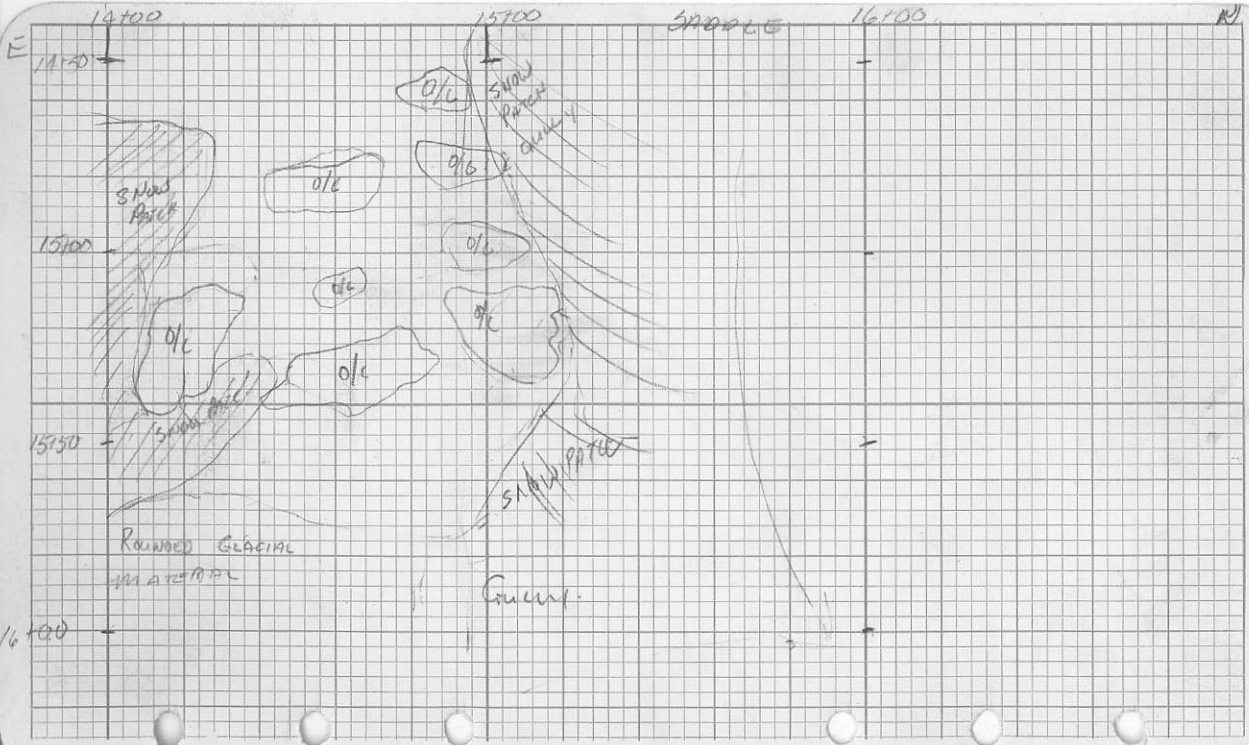 14+00 15+00 SADDLE 16+00 N
E
14+50
O/C
SNOW
PATCH
GULLY
O/C
O/C
SNOW
PATCH
15+00
O/C
O/C
O/C
O/C
O/C
SNOW PATCH
15+50
SNOW PATCH
ROUNDED GLACIAL
MATERIAL
GULLY.
16+00